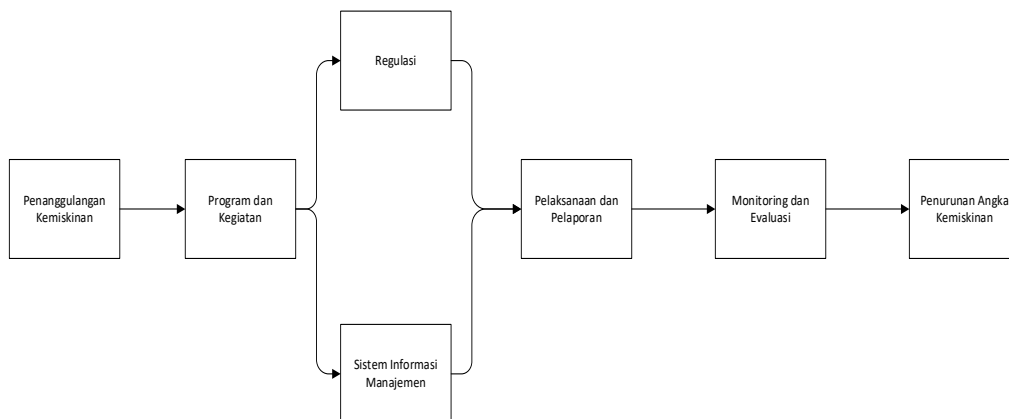 Regulasi
Penanggulangan
Kemiskinan
Program dan
Kegiatan
Pelaksanaan dan
Pelaporan
Monitoring dan
Evaluasi
Penurunan Angka
Kemiskinan
Sistem Informasi
Manajemen